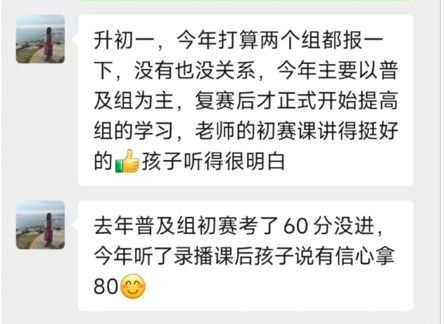 升初一，今年打算两个组都报一
下，没有也没关系，今年主要以普
及组为主，复赛后才正式开始提高
组的学习，老师的初赛课讲得挺好
的👍孩子听得很明白
去年普及组初赛考了 60 分没进，
今年听了录播课后孩子说有信心拿
80😊